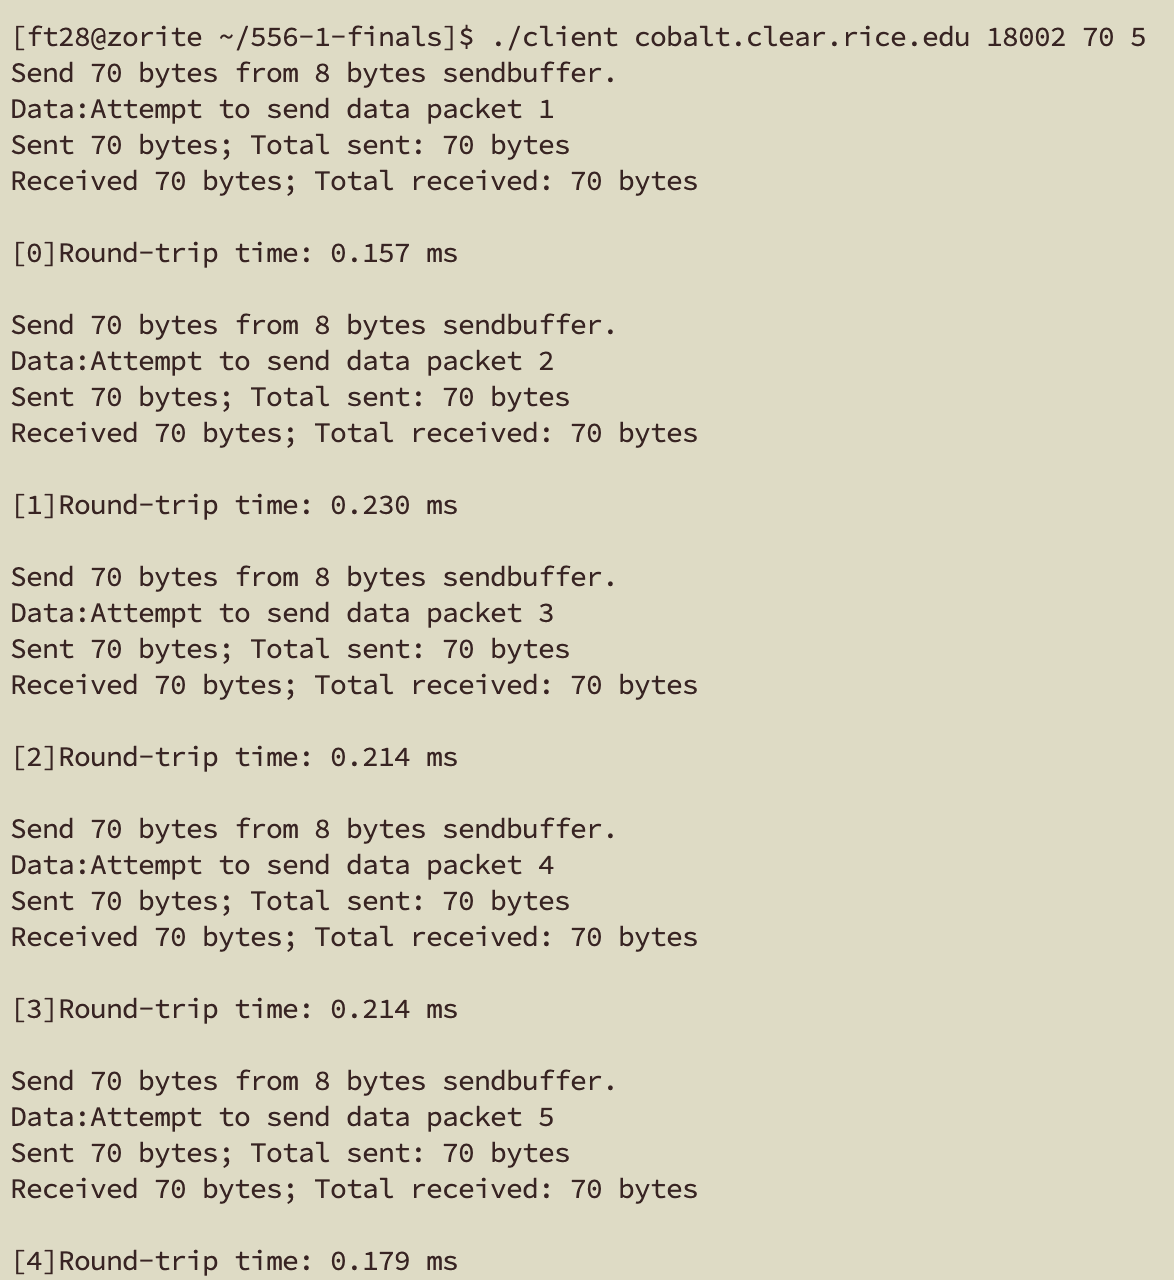 [ft28@zorite ~/556-1-finals]$ ./client cobalt.clear.rice.edu 18002 70 5
Send 70 bytes from 8 bytes sendbuffer.
Data:Attempt to send data packet 1
Sent 70 bytes; Total sent: 70 bytes
Received 70 bytes; Total received: 70 bytes
[0]Round-trip time: 0.157 ms
Send 70 bytes from 8 bytes sendbuffer.
Data:Attempt to send data packet 2
Sent 70 bytes; Total sent: 70 bytes
Received 70 bytes; Total received: 70 bytes
[1]Round-trip time: 0.230 ms
Send 70 bytes from 8 bytes sendbuffer.
Data:Attempt to send data packet 3
Sent 70 bytes; Total sent: 70 bytes
Received 70 bytes; Total received: 70 bytes
[2]Round-trip time: 0.214 ms
Send 70 bytes from 8 bytes sendbuffer.
Data:Attempt to send data packet 4
Sent 70 bytes; Total sent: 70 bytes
Received 70 bytes; Total received: 70 bytes
[3]Round-trip time: 0.214 ms
Send 70 bytes from 8 bytes sendbuffer.
Data:Attempt to send data packet 5
Sent 70 bytes; Total sent: 70 bytes
Received 70 bytes; Total received: 70 bytes
[4]Round-trip time: 0.179 ms